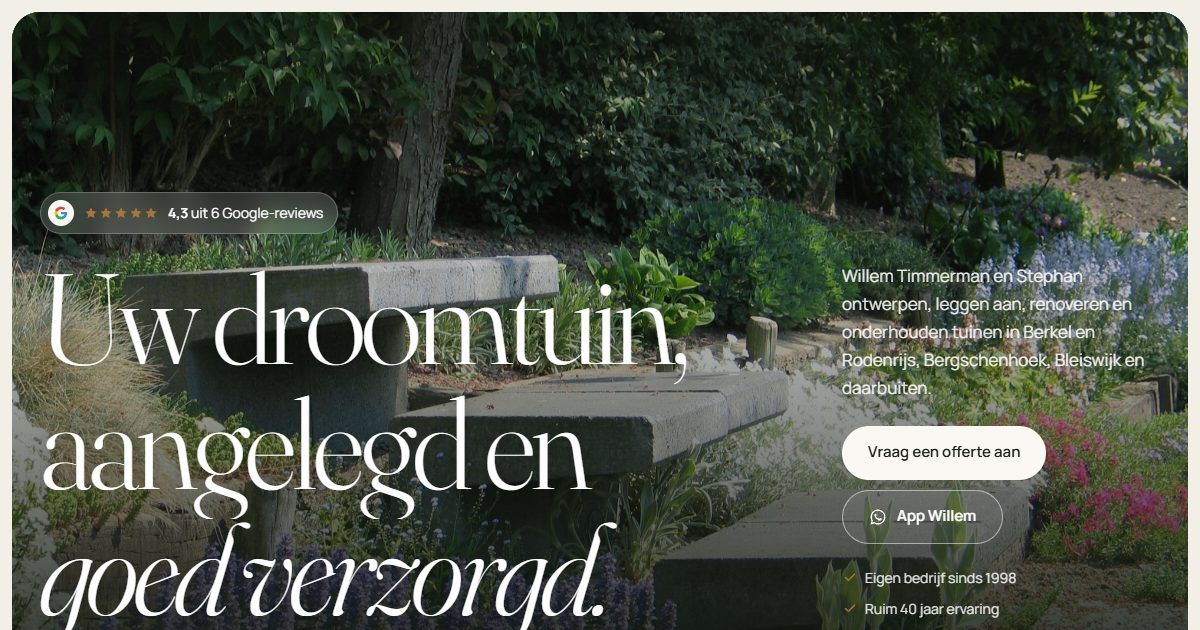 4,3 uit 6 Google-reviews
Uw droomtuin,
aangelegd en
goed verzorgd.
Willem Timmerman en Stephan
ontwerpen, leggen aan, renoveren en
onderhouden tuinen in Berkel en
Rodenrijs, Bergschenhoek, Bleiswijk en
daarbuiten.
Vraag een offerte aan
App Willem
Eigen bedrijf sinds 1998
Ruim 40 jaar ervaring